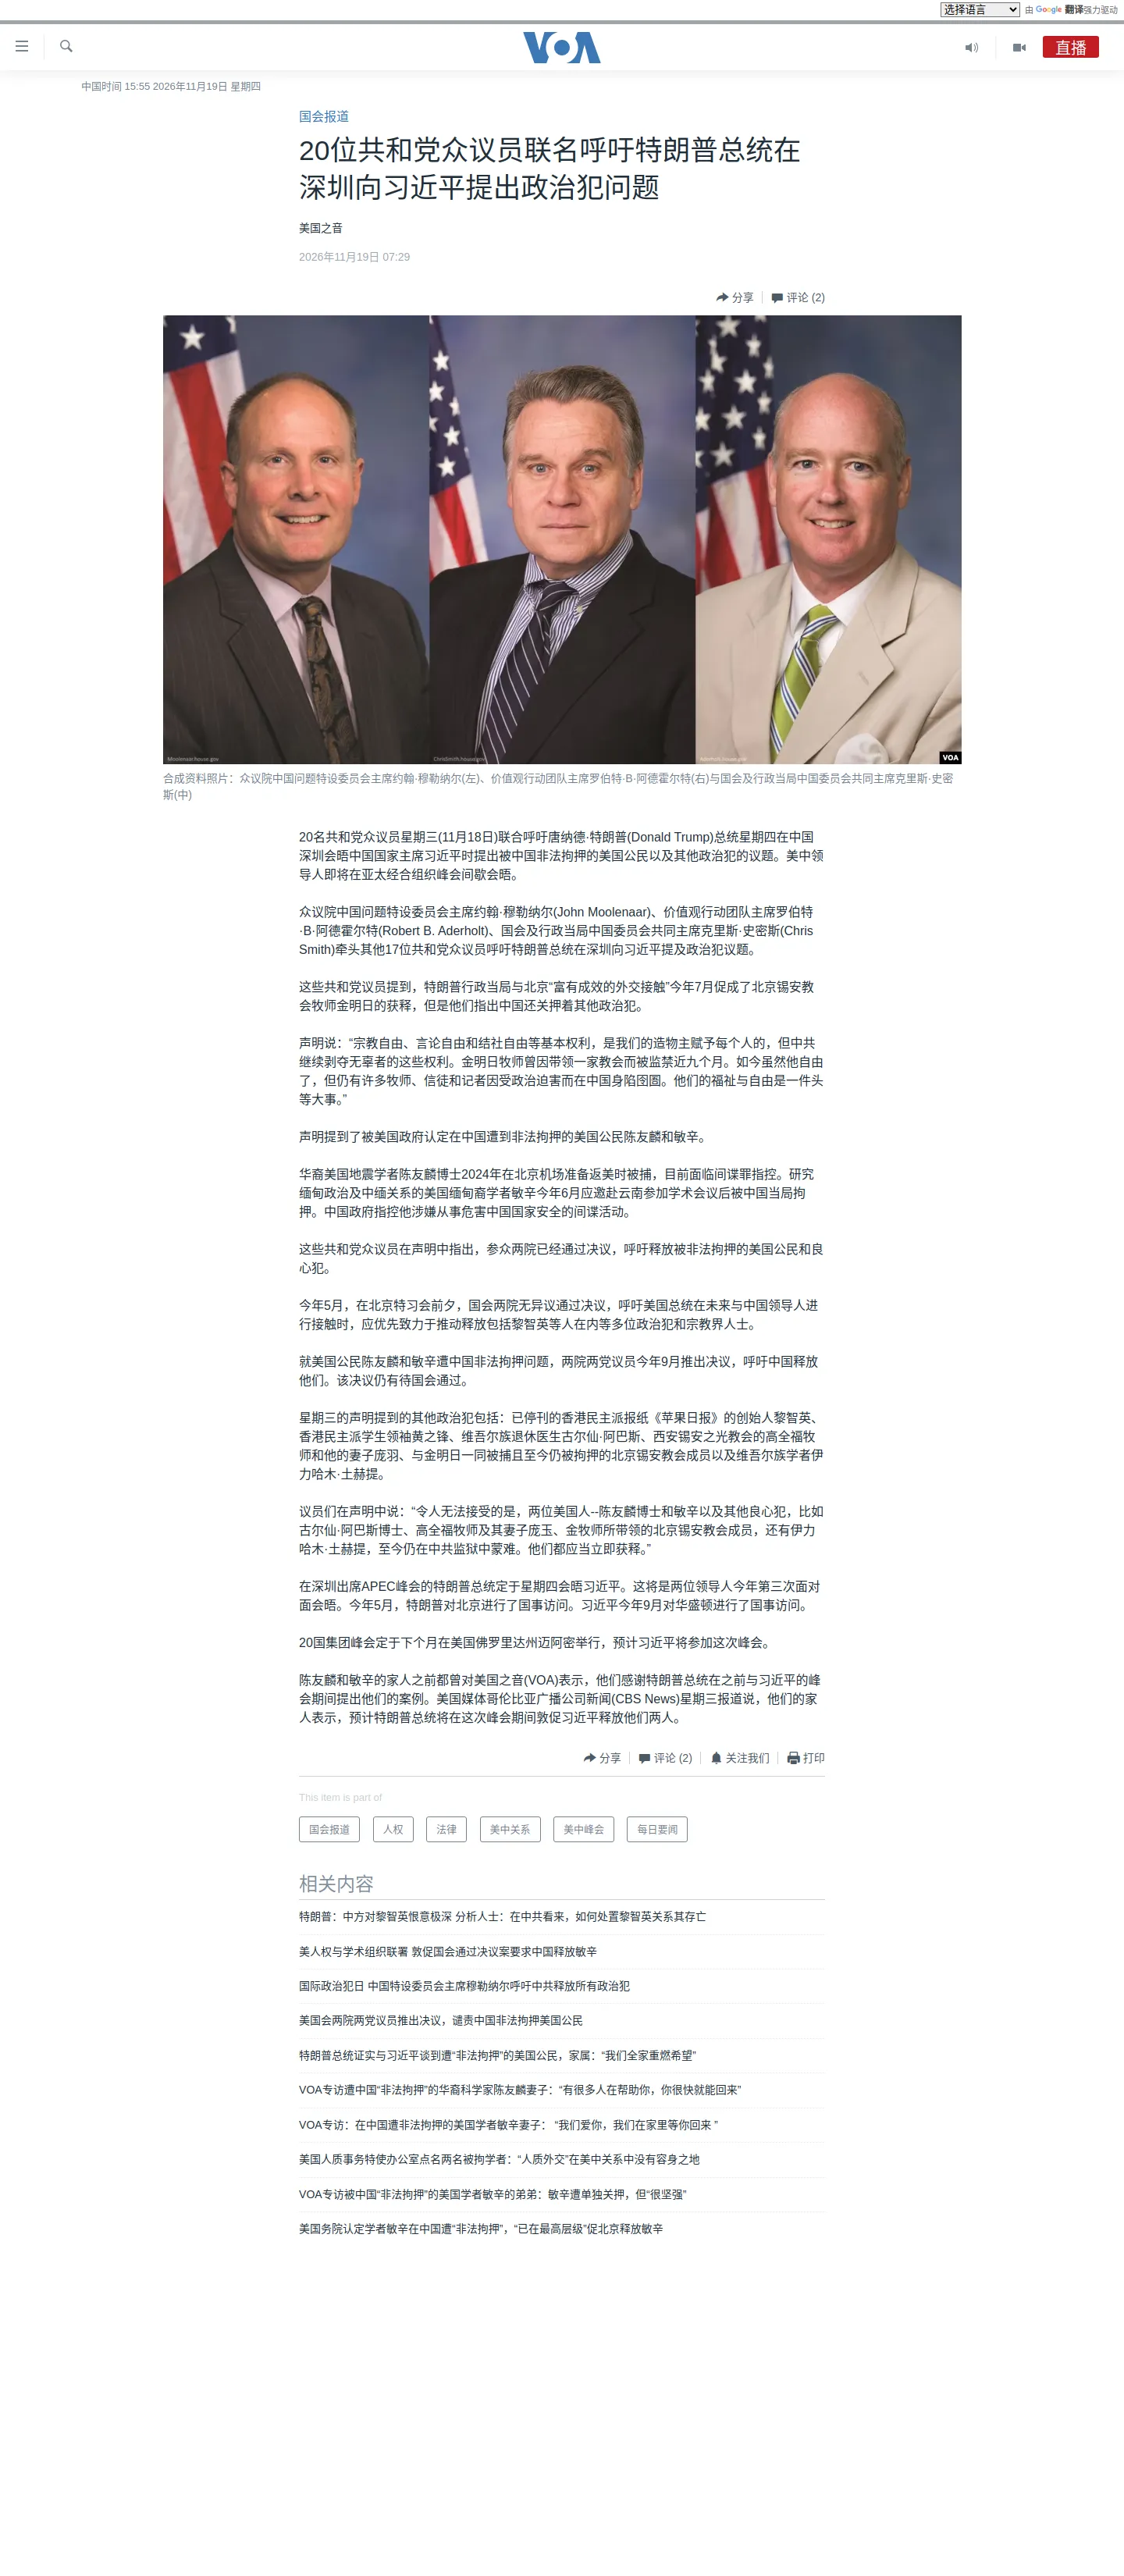 选择语言 由 Google 翻译强力驱动
VOA
直播
中国时间 15:55 2026年11月19日 星期四
国会报道
20位共和党众议员联名呼吁特朗普总统在
深圳向习近平提出政治犯问题
美国之音
2026年11月19日 07:29
分享 评论 (2)
Moolenaar.house.gov ChrisSmith.house.gov Aderholt.house.gov VOA
合成资料照片：众议院中国问题特设委员会主席约翰·穆勒纳尔(左)、价值观行动团队主席罗伯特·B·阿德霍尔特(右)与国会及行政当局中国委员会共同主席克里斯·史密
斯(中)
20名共和党众议员星期三(11月18日)联合呼吁唐纳德·特朗普(Donald Trump)总统星期四在中国
深圳会晤中国国家主席习近平时提出被中国非法拘押的美国公民以及其他政治犯的议题。美中领
导人即将在亚太经合组织峰会间歇会晤。
众议院中国问题特设委员会主席约翰·穆勒纳尔(John Moolenaar)、价值观行动团队主席罗伯特
·B·阿德霍尔特(Robert B. Aderholt)、国会及行政当局中国委员会共同主席克里斯·史密斯(Chris
Smith)牵头其他17位共和党众议员呼吁特朗普总统在深圳向习近平提及政治犯议题。
这些共和党议员提到，特朗普行政当局与北京“富有成效的外交接触”今年7月促成了北京锡安教
会牧师金明日的获释，但是他们指出中国还关押着其他政治犯。
声明说：“宗教自由、言论自由和结社自由等基本权利，是我们的造物主赋予每个人的，但中共
继续剥夺无辜者的这些权利。金明日牧师曾因带领一家教会而被监禁近九个月。如今虽然他自由
了，但仍有许多牧师、信徒和记者因受政治迫害而在中国身陷囹圄。他们的福祉与自由是一件头
等大事。”
声明提到了被美国政府认定在中国遭到非法拘押的美国公民陈友麟和敏辛。
华裔美国地震学者陈友麟博士2024年在北京机场准备返美时被捕，目前面临间谍罪指控。研究
缅甸政治及中缅关系的美国缅甸裔学者敏辛今年6月应邀赴云南参加学术会议后被中国当局拘
押。中国政府指控他涉嫌从事危害中国国家安全的间谍活动。
这些共和党众议员在声明中指出，参众两院已经通过决议，呼吁释放被非法拘押的美国公民和良
心犯。
今年5月，在北京特习会前夕，国会两院无异议通过决议，呼吁美国总统在未来与中国领导人进
行接触时，应优先致力于推动释放包括黎智英等人在内等多位政治犯和宗教界人士。
就美国公民陈友麟和敏辛遭中国非法拘押问题，两院两党议员今年9月推出决议，呼吁中国释放
他们。该决议仍有待国会通过。
星期三的声明提到的其他政治犯包括：已停刊的香港民主派报纸《苹果日报》的创始人黎智英、
香港民主派学生领袖黄之锋、维吾尔族退休医生古尔仙·阿巴斯、西安锡安之光教会的高全福牧
师和他的妻子庞羽、与金明日一同被捕且至今仍被拘押的北京锡安教会成员以及维吾尔族学者伊
力哈木·土赫提。
议员们在声明中说：“令人无法接受的是，两位美国人--陈友麟博士和敏辛以及其他良心犯，比如
古尔仙·阿巴斯博士、高全福牧师及其妻子庞玉、金牧师所带领的北京锡安教会成员，还有伊力
哈木·土赫提，至今仍在中共监狱中蒙难。他们都应当立即获释。”
在深圳出席APEC峰会的特朗普总统定于星期四会晤习近平。这将是两位领导人今年第三次面对
面会晤。今年5月，特朗普对北京进行了国事访问。习近平今年9月对华盛顿进行了国事访问。
20国集团峰会定于下个月在美国佛罗里达州迈阿密举行，预计习近平将参加这次峰会。
陈友麟和敏辛的家人之前都曾对美国之音(VOA)表示，他们感谢特朗普总统在之前与习近平的峰
会期间提出他们的案例。美国媒体哥伦比亚广播公司新闻(CBS News)星期三报道说，他们的家
人表示，预计特朗普总统将在这次峰会期间敦促习近平释放他们两人。
分享 评论 (2) 关注我们 打印
This item is part of
国会报道 人权 法律 美中关系 美中峰会 每日要闻
相关内容
特朗普：中方对黎智英恨意极深 分析人士：在中共看来，如何处置黎智英关系其存亡
美人权与学术组织联署 敦促国会通过决议案要求中国释放敏辛
国际政治犯日 中国特设委员会主席穆勒纳尔呼吁中共释放所有政治犯
美国会两院两党议员推出决议，谴责中国非法拘押美国公民
特朗普总统证实与习近平谈到遭“非法拘押”的美国公民，家属：“我们全家重燃希望”
VOA专访遭中国“非法拘押”的华裔科学家陈友麟妻子：“有很多人在帮助你，你很快就能回来”
VOA专访：在中国遭非法拘押的美国学者敏辛妻子： “我们爱你，我们在家里等你回来 ”
美国人质事务特使办公室点名两名被拘学者：“人质外交”在美中关系中没有容身之地
VOA专访被中国“非法拘押”的美国学者敏辛的弟弟：敏辛遭单独关押，但“很坚强”
美国务院认定学者敏辛在中国遭“非法拘押”，“已在最高层级”促北京释放敏辛